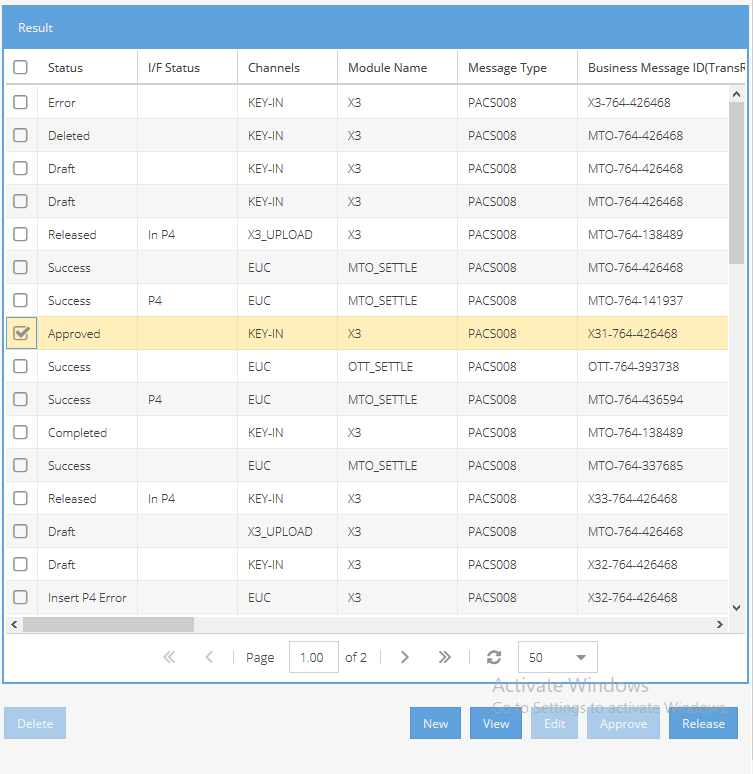 Result
Status I/F Status Channels Module Name Message Type Business Message ID(TransR
Error KEY-IN X3 PACS008 X3-764-426468
Deleted KEY-IN X3 PACS008 MTO-764-426468
Draft KEY-IN X3 PACS008 MTO-764-426468
Draft KEY-IN X3 PACS008 MTO-764-426468
Released In P4 X3_UPLOAD X3 PACS008 MTO-764-138489
Success EUC MTO_SETTLE PACS008 MTO-764-426468
Success P4 EUC MTO_SETTLE PACS008 MTO-764-141937
Approved KEY-IN X3 PACS008 X31-764-426468
Success EUC OTT_SETTLE PACS008 OTT-764-393738
Success P4 EUC MTO_SETTLE PACS008 MTO-764-436594
Completed KEY-IN X3 PACS008 MTO-764-138489
Success EUC MTO_SETTLE PACS008 MTO-764-337685
Released In P4 KEY-IN X3 PACS008 X33-764-426468
Draft X3_UPLOAD X3 PACS008 MTO-764-426468
Draft KEY-IN X3 PACS008 X32-764-426468
Insert P4 Error EUC X3 PACS008 X32-764-426468
Page 1.00 of 2 50
Activate Windows
Go to Settings to activate Windows.
Delete New View Edit Approve Release